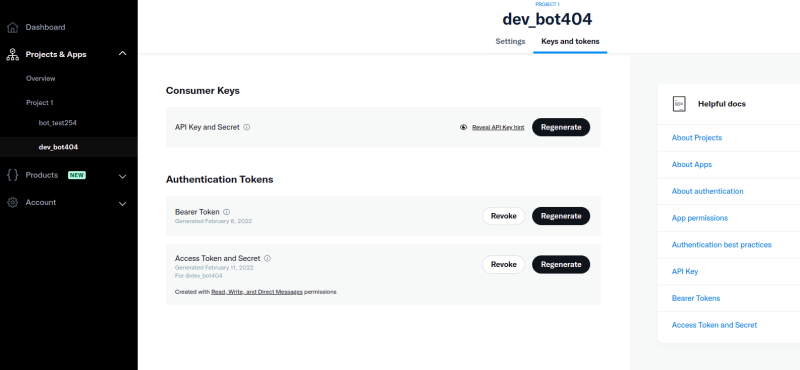 Dashboard
Projects & Apps
Overview
Project 1
bot_test254
dev_bot404
Products NEW
Account
PROJECT 1
dev_bot404
Settings Keys and tokens
Consumer Keys
API Key and Secret Reveal API Key hint Regenerate
Authentication Tokens
Bearer Token Revoke Regenerate
Generated February 6, 2022
Access Token and Secret Revoke Regenerate
Generated February 11, 2022
For @dev_bot404
Created with Read, Write, and Direct Messages permissions
Helpful docs
About Projects
About Apps
About authentication
App permissions
Authentication best practices
API Key
Bearer Tokens
Access Token and Secret